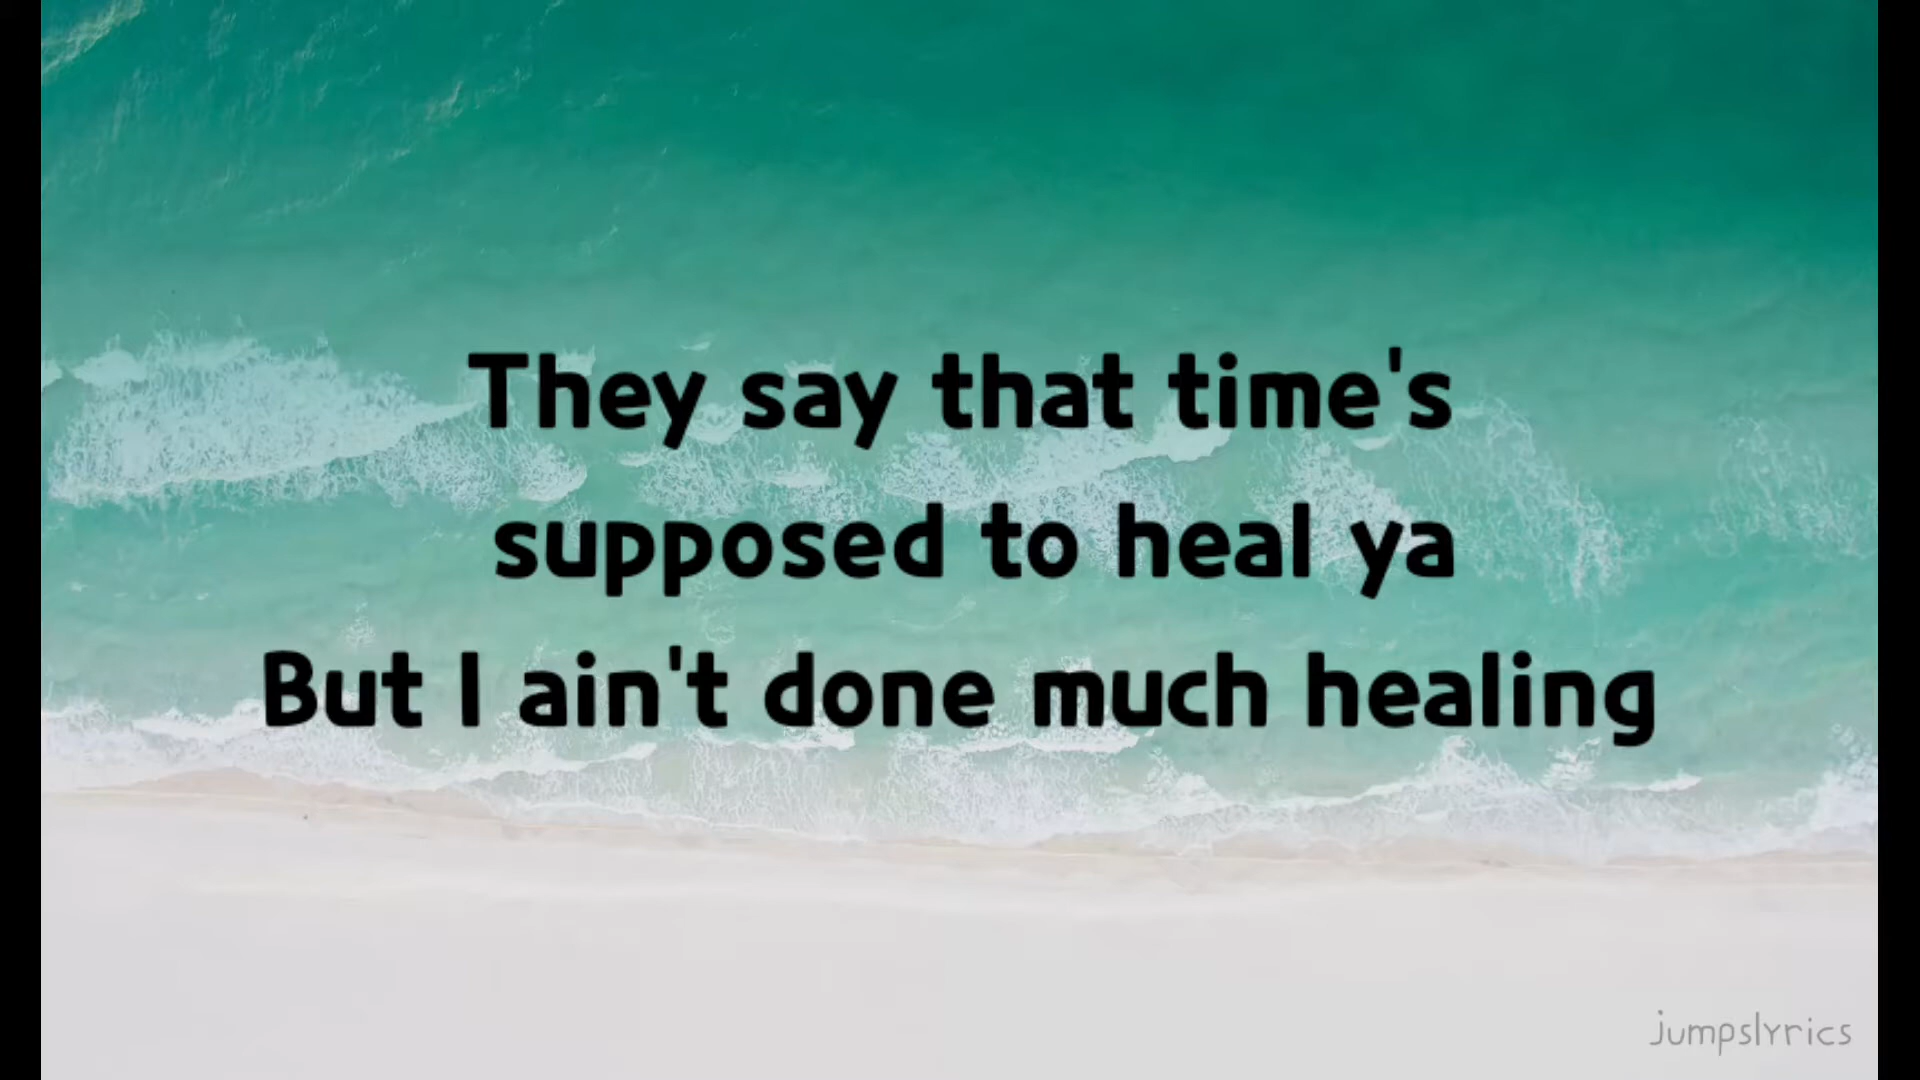 They say that time's
supposed to heal ya
But I ain't done much healing
jumpslyrics